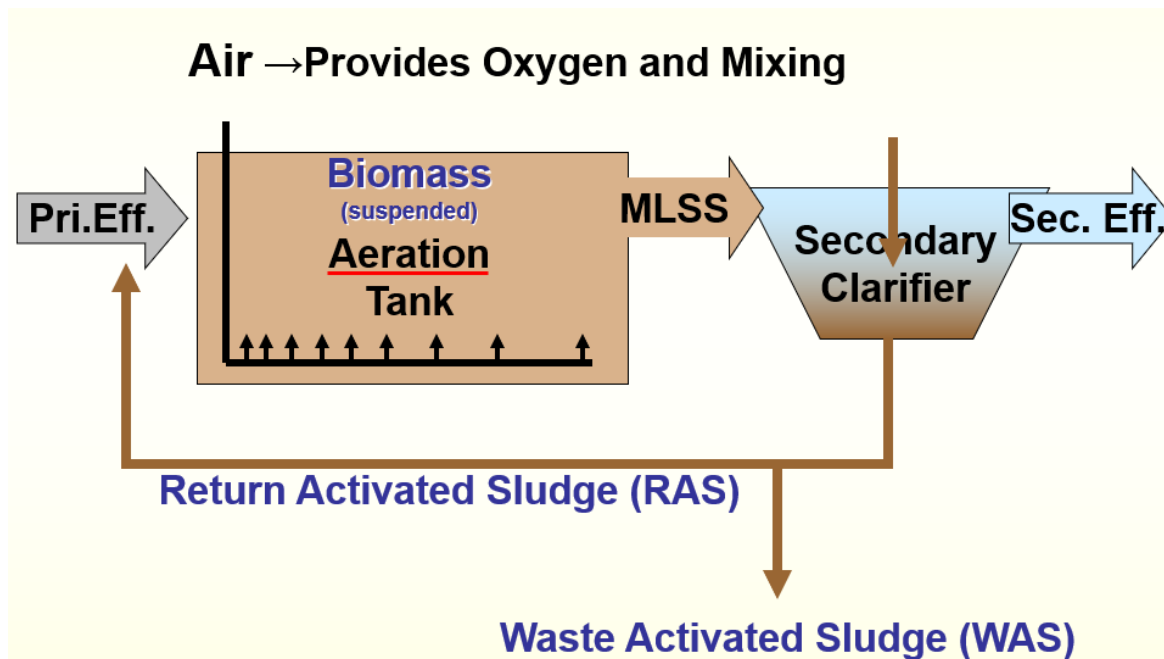 Air →Provides Oxygen and Mixing
Biomass
(suspended)
Pri.Eff.
MLSS
Sec. Eff.
Aeration
Tank
Secondary
Clarifier
Return Activated Sludge (RAS)
Waste Activated Sludge (WAS)